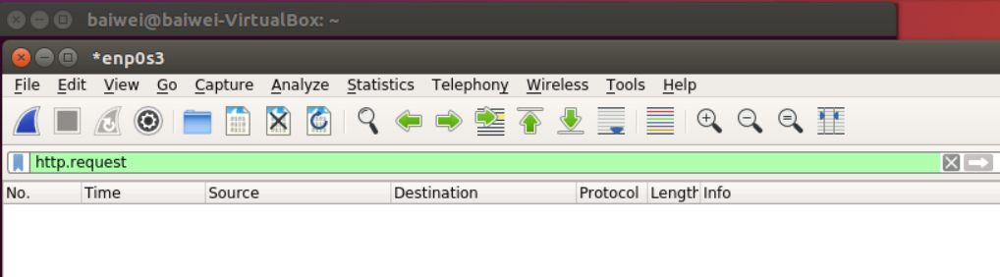 baiwei@baiwei-VirtualBox: ~
*enp0s3
File Edit View Go Capture Analyze Statistics Telephony Wireless Tools Help
http.request
No. Time Source Destination Protocol Length Info